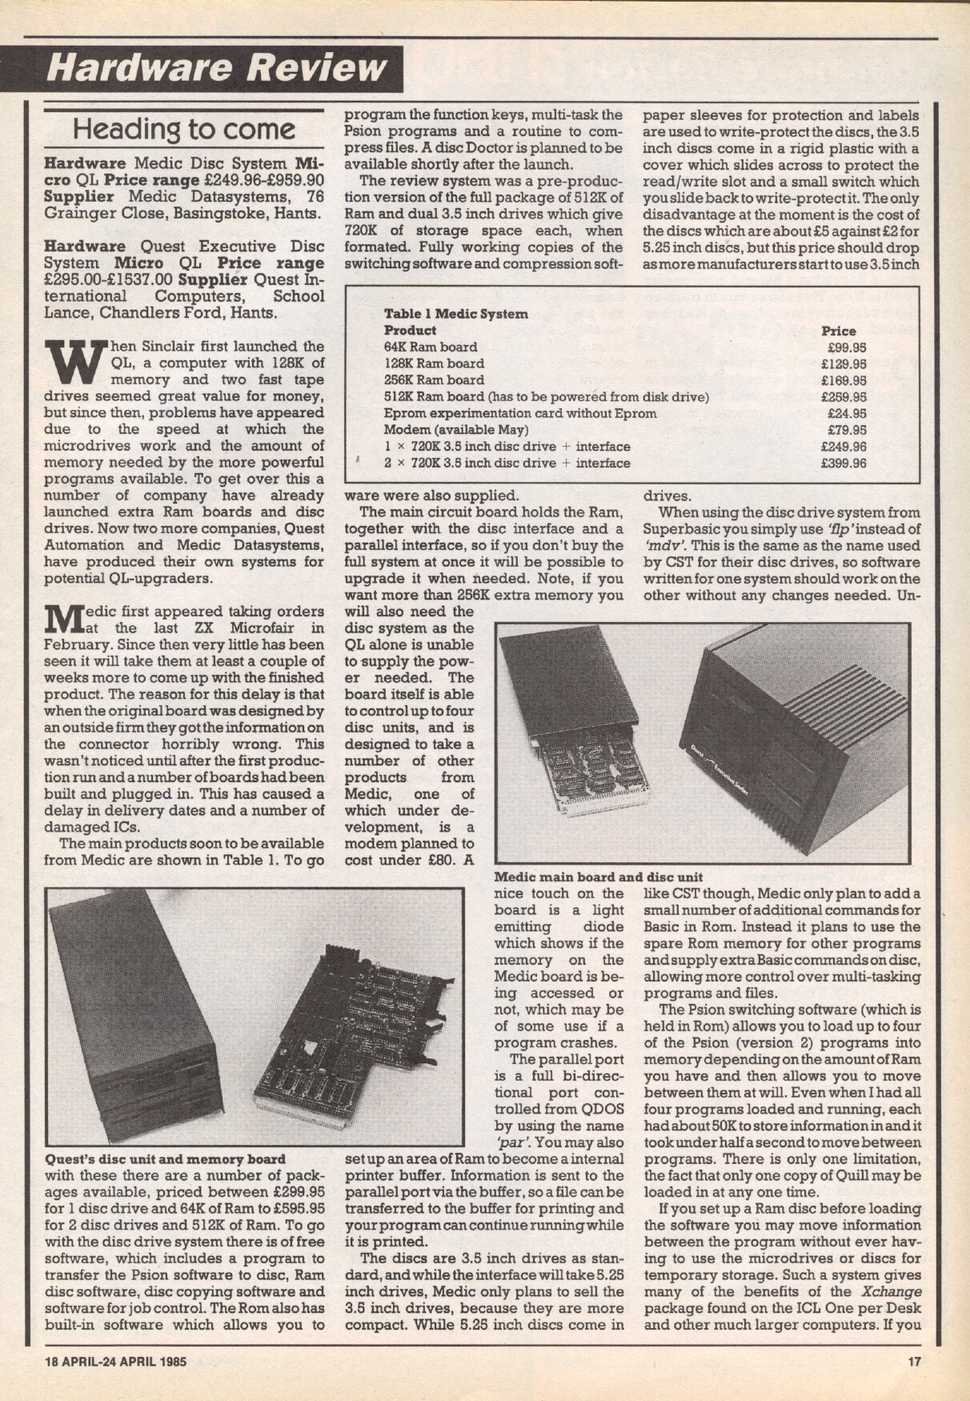 Hardware Review
Heading to come
Hardware Medic Disc System Mi-
cro QL Price range £249.96-£959.90
Supplier Medic Datasystems, 76
Grainger Close, Basingstoke, Hants.
Hardware Quest Executive Disc
System Micro QL Price range
£295.00-£1537.00 Supplier Quest In-
ternational Computers, School
Lance, Chandlers Ford, Hants.
When Sinclair first launched the
QL, a computer with 128K of
memory and two fast tape
drives seemed great value for money,
but since then, problems have appeared
due to the speed at which the
microdrives work and the amount of
memory needed by the more powerful
programs available. To get over this a
number of company have already
launched extra Ram boards and disc
drives. Now two more companies, Quest
Automation and Medic Datasystems,
have produced their own systems for
potential QL-upgraders.
Medic first appeared taking orders
at the last ZX Microfair in
February. Since then very little has been
seen it will take them at least a couple of
weeks more to come up with the finished
product. The reason for this delay is that
when the original board was designed by
an outside firm they got the information on
the connector horribly wrong. This
wasn't noticed until after the first produc-
tion run and a number of boards had been
built and plugged in. This has caused a
delay in delivery dates and a number of
damaged ICs.
The main products soon to be available
from Medic are shown in Table 1. To go
Quest's disc unit and memory board
with these there are a number of pack-
ages available, priced between £299.95
for 1 disc drive and 64K of Ram to £595.95
for 2 disc drives and 512K of Ram. To go
with the disc drive system there is of free
software, which includes a program to
transfer the Psion software to disc, Ram
disc software, disc copying software and
software for job control. The Rom also has
built-in software which allows you to
program the function keys, multi-task the
Psion programs and a routine to com-
press files. A disc Doctor is planned to be
available shortly after the launch.
The review system was a pre-produc-
tion version of the full package of 512K of
Ram and dual 3.5 inch drives which give
720K of storage space each, when
formated. Fully working copies of the
switching software and compression soft-
Table 1 Medic System
Product Price
64K Ram board £99.95
128K Ram board £129.95
256K Ram board £169.95
512K Ram board (has to be powered from disk drive) £259.95
Eprom experimentation card without Eprom £24.95
Modem (available May) £79.95
1 × 720K 3.5 inch disc drive + interface £249.96
2 × 720K 3.5 inch disc drive + interface £399.96
ware were also supplied.
The main circuit board holds the Ram,
together with the disc interface and a
parallel interface, so if you don't buy the
full system at once it will be possible to
upgrade it when needed. Note, if you
want more than 256K extra memory you
will also need the
disc system as the
QL alone is unable
to supply the pow-
er needed. The
board itself is able
to control up to four
disc units, and is
designed to take a
number of other
products from
Medic, one of
which under de-
velopment, is a
modem planned to
cost under £80. A
nice touch on the
board is a light
emitting diode
which shows if the
memory on the
Medic board is be-
ing accessed or
not, which may be
of some use if a
program crashes.
The parallel port
is a full bi-direc-
tional port con-
trolled from QDOS
by using the name
'par'. You may also
set up an area of Ram to become a internal
printer buffer. Information is sent to the
parallel port via the buffer, so a file can be
transferred to the buffer for printing and
your program can continue running while
it is printed.
The discs are 3.5 inch drives as stan-
dard, and while the interface will take 5.25
inch drives, Medic only plans to sell the
3.5 inch drives, because they are more
compact. While 5.25 inch discs come in
paper sleeves for protection and labels
are used to write-protect the discs, the 3.5
inch discs come in a rigid plastic with a
cover which slides across to protect the
read/write slot and a small switch which
you slide back to write-protect it. The only
disadvantage at the moment is the cost of
the discs which are about £5 against £2 for
5.25 inch discs, but this price should drop
as more manufacturers start to use 3.5 inch
drives.
When using the disc drive system from
Superbasic you simply use 'flp' instead of
'mdv'. This is the same as the name used
by CST for their disc drives, so software
written for one system should work on the
other without any changes needed. Un-
Medic main board and disc unit
like CST though, Medic only plan to add a
small number of additional commands for
Basic in Rom. Instead it plans to use the
spare Rom memory for other programs
and supply extra Basic commands on disc,
allowing more control over multi-tasking
programs and files.
The Psion switching software (which is
held in Rom) allows you to load up to four
of the Psion (version 2) programs into
memory depending on the amount of Ram
you have and then allows you to move
between them at will. Even when I had all
four programs loaded and running, each
had about 50K to store information in and it
took under half a second to move between
programs. There is only one limitation,
the fact that only one copy of Quill may be
loaded in at any one time.
If you set up a Ram disc before loading
the software you may move information
between the program without ever hav-
ing to use the microdrives or discs for
temporary storage. Such a system gives
many of the benefits of the Xchange
package found on the ICL One per Desk
and other much larger computers. If you
18 APRIL-24 APRIL 1985
17